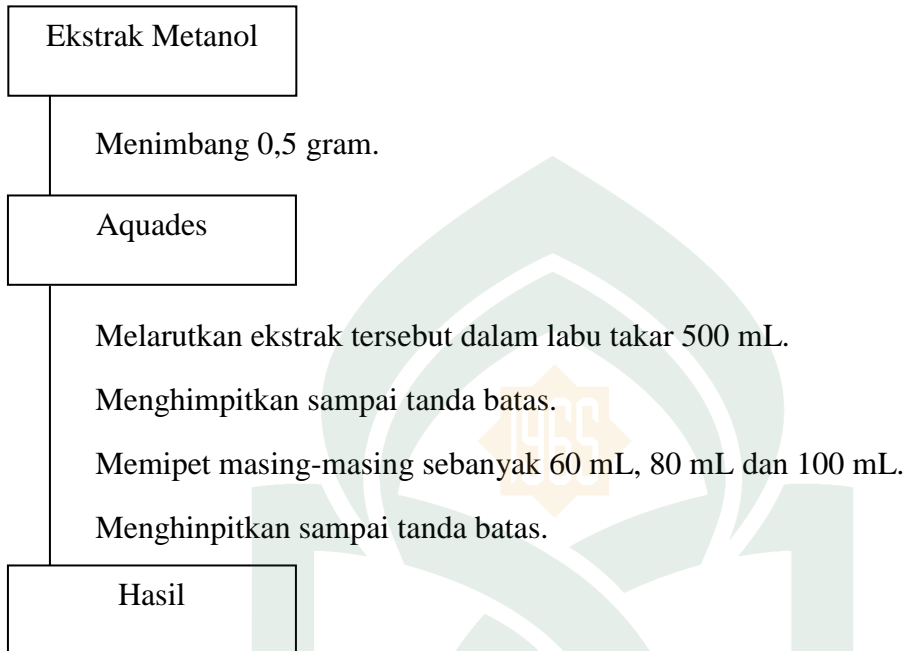 Ekstrak Metanol
Menimbang 0,5 gram.
Aquades
Melarutkan ekstrak tersebut dalam labu takar 500 mL.
Menghimpitkan sampai tanda batas.
1965
Memipet masing-masing sebanyak 60 mL, 80 mL dan 100 mL.
Menghinpitkan sampai tanda batas.
Hasil